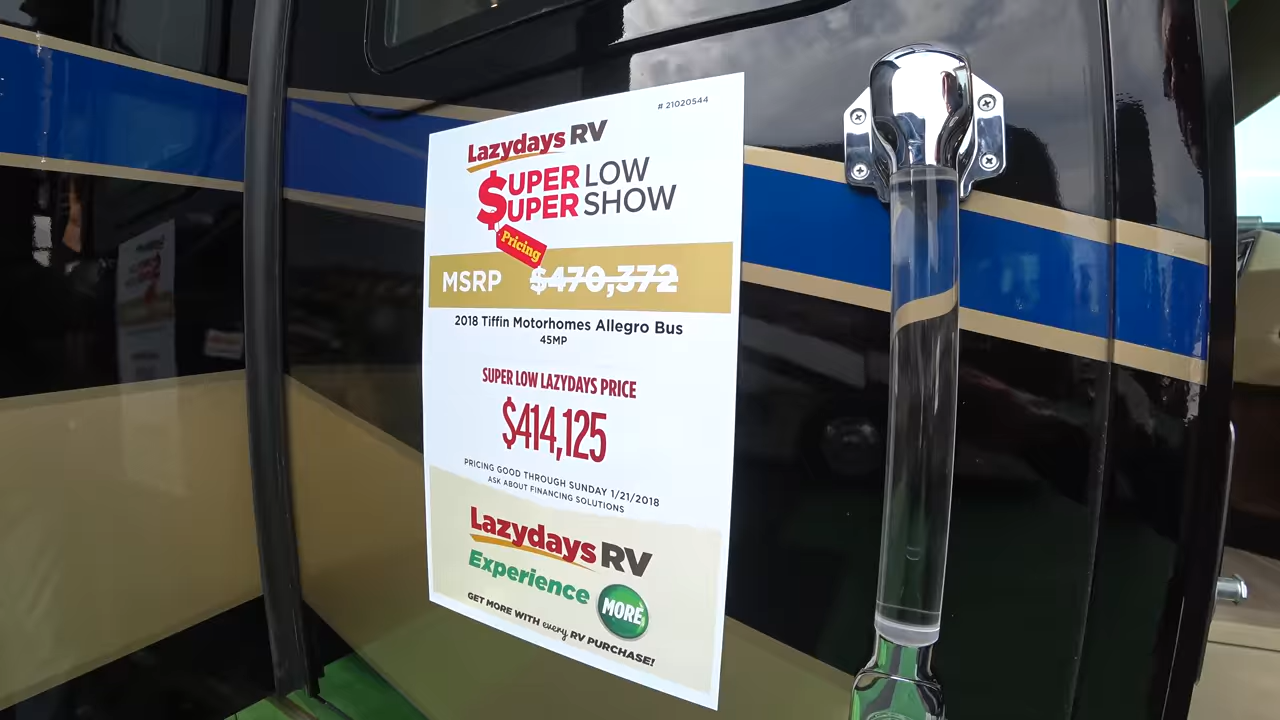 # 21020544
Lazydays RV
$UPER LOW
$UPER SHOW
Pricing
MSRP $470,372
2018 Tiffin Motorhomes Allegro Bus
45MP
SUPER LOW LAZYDAYS PRICE
$414,125
PRICING GOOD THROUGH SUNDAY 1/21/2018
ASK ABOUT FINANCING SOLUTIONS
Lazydays RV
Experience MORE
GET MORE WITH every RV PURCHASE!